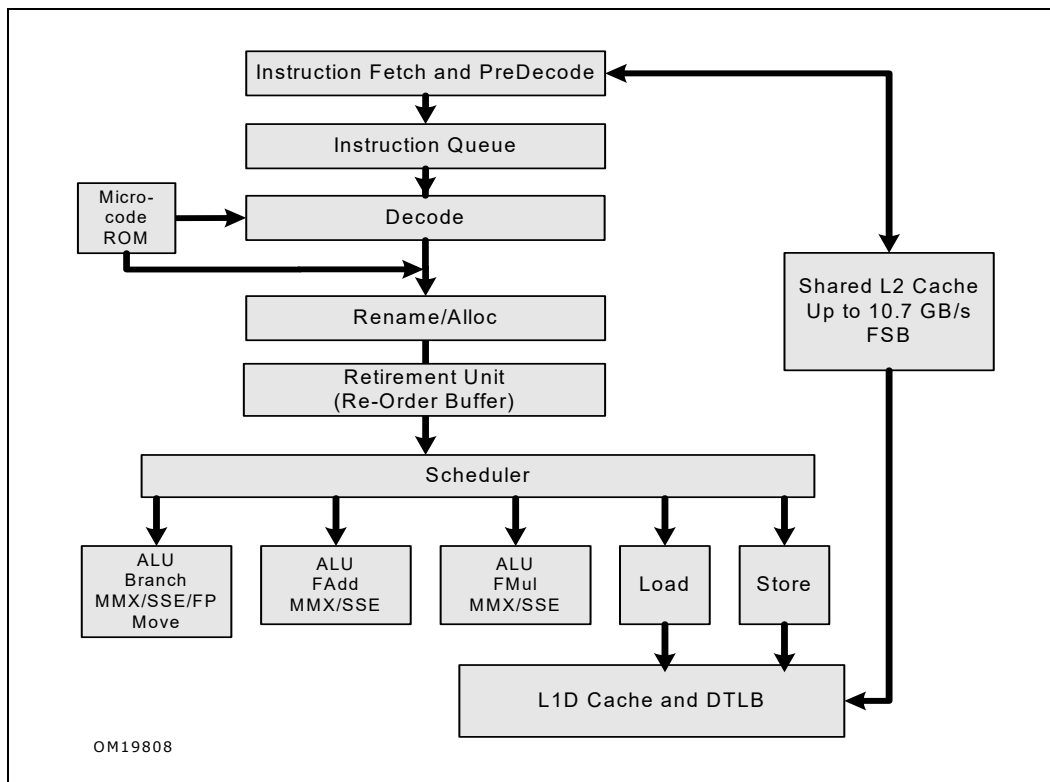 Instruction Fetch and PreDecode
Instruction Queue
Micro-
code
ROM
Decode
Shared L2 Cache
Up to 10.7 GB/s
FSB
Rename/Alloc
Retirement Unit
(Re-Order Buffer)
Scheduler
ALU
Branch
MMX/SSE/FP
Move
ALU
FAdd
MMX/SSE
ALU
FMul
MMX/SSE
Load
Store
L1D Cache and DTLB
OM19808